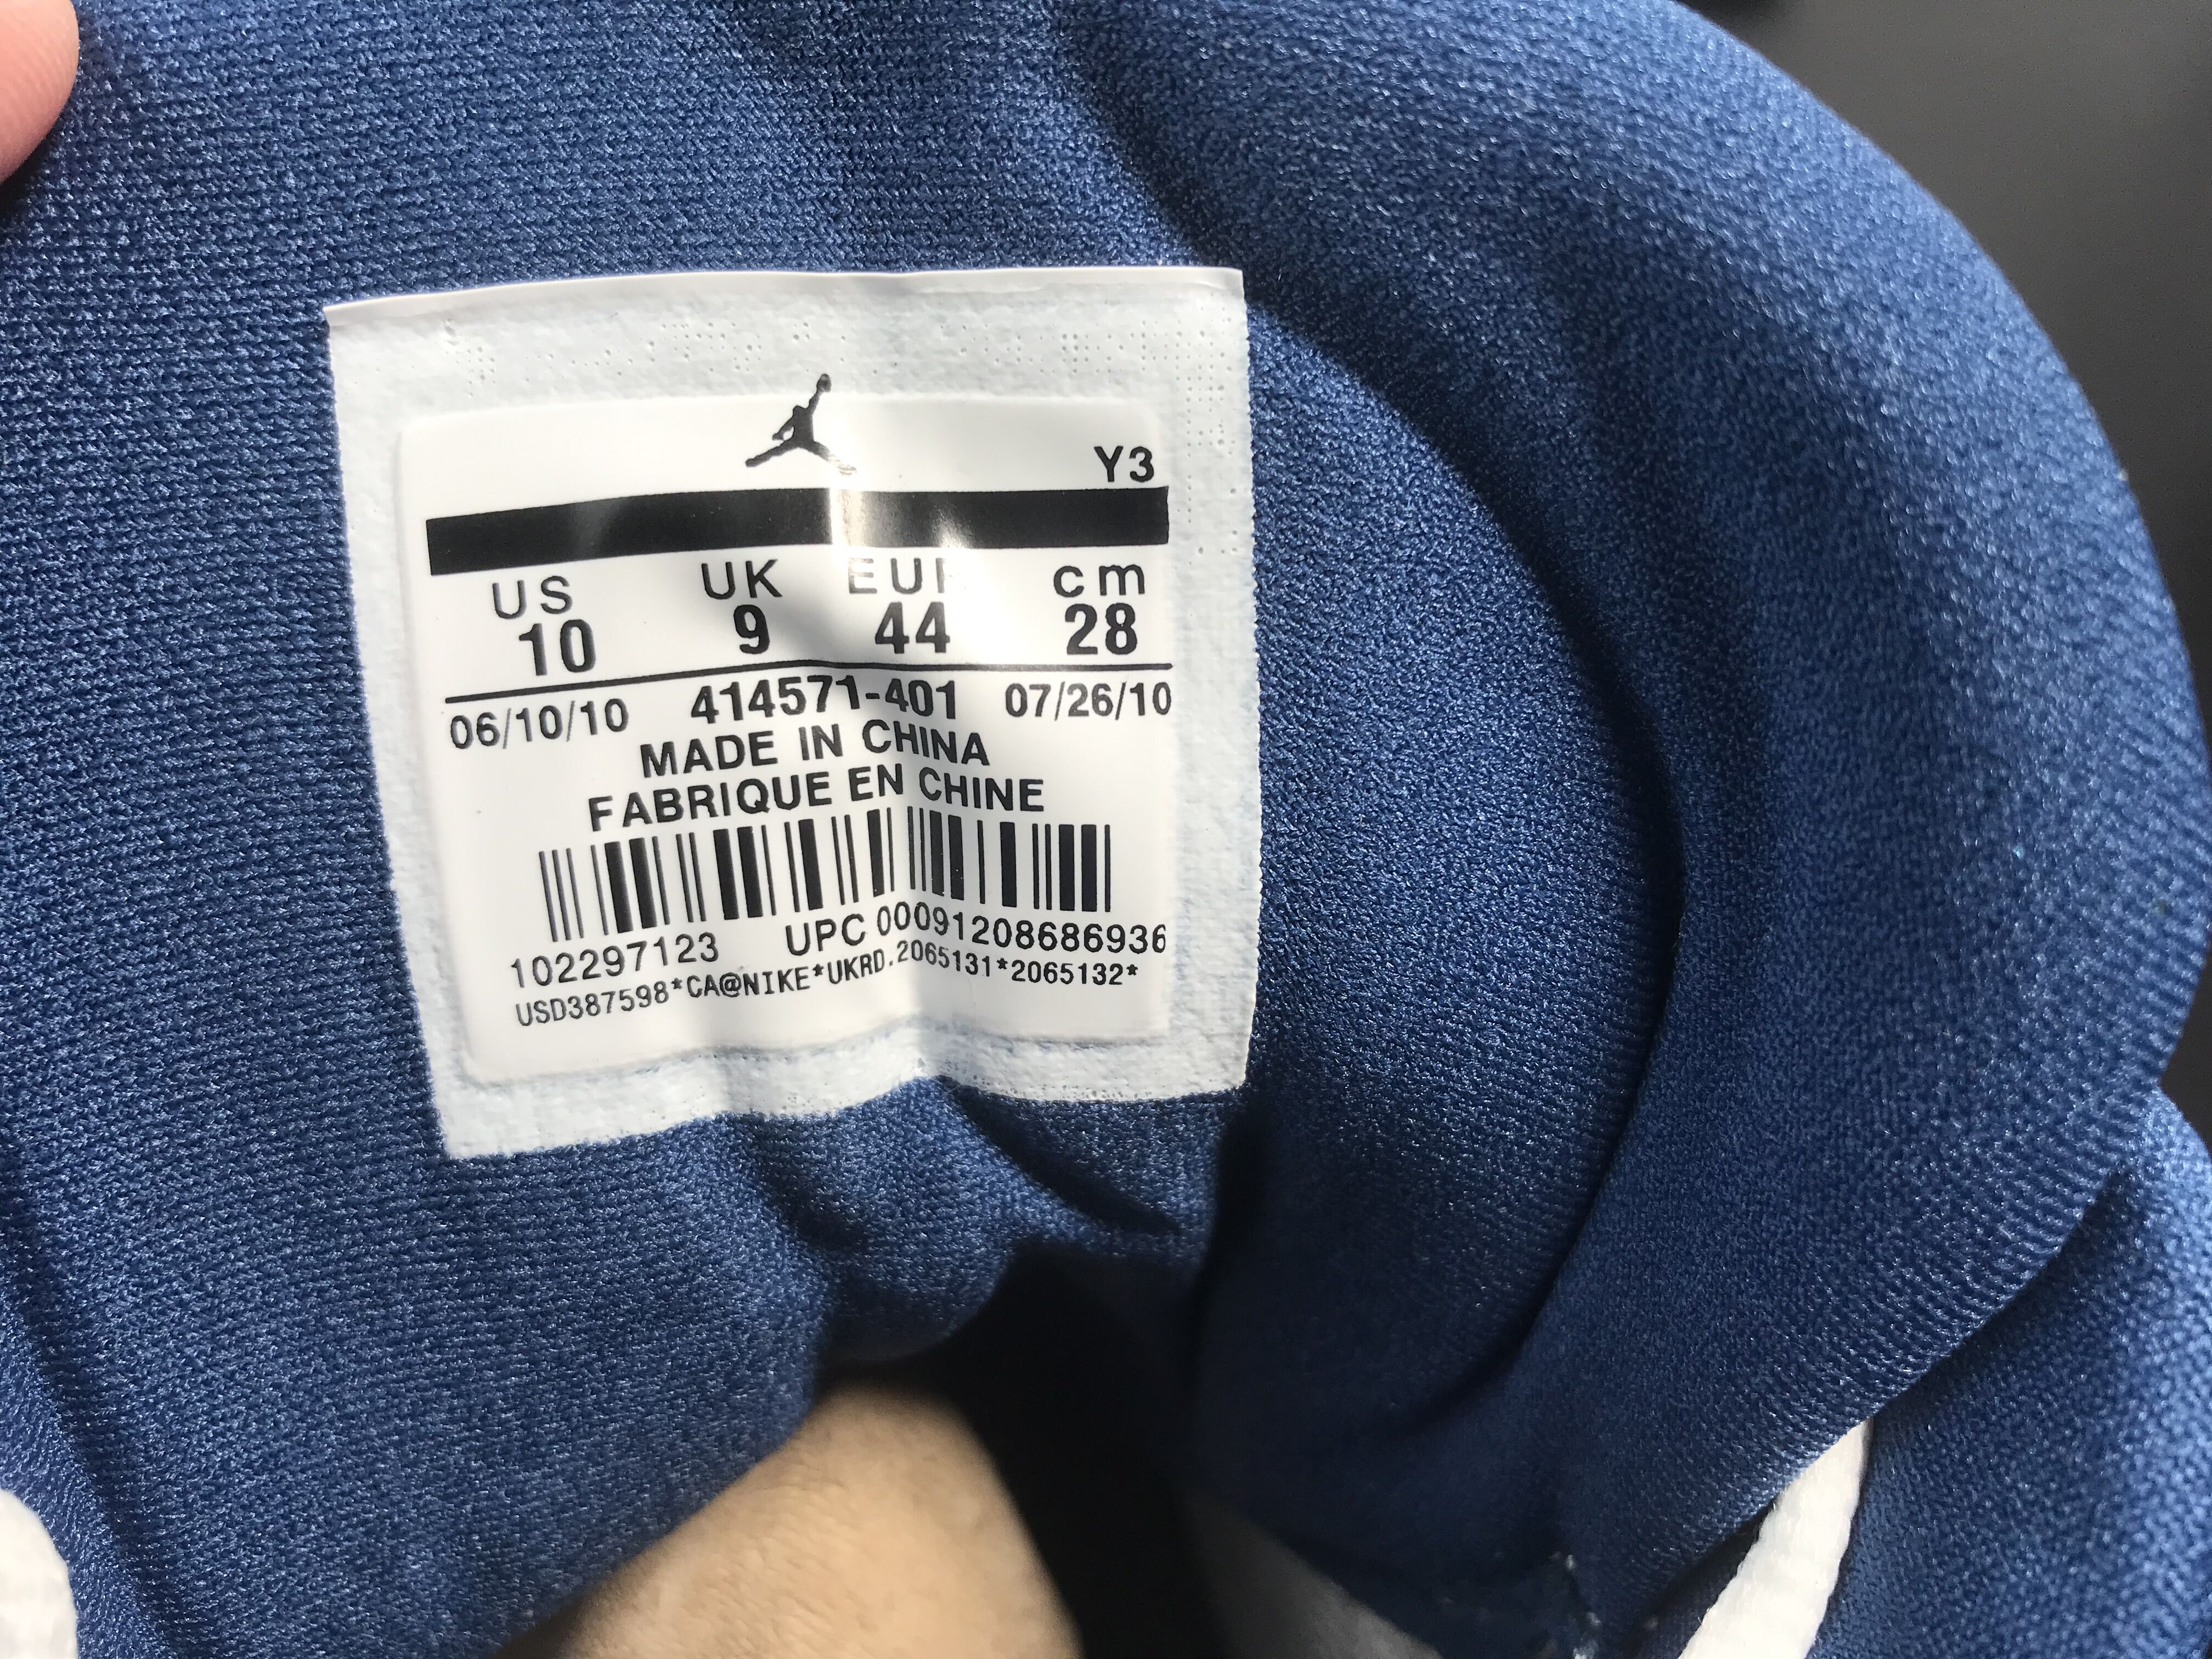 Y3
US UK EUR cm
10 9 44 28
06/10/10 414571-401 07/26/10
MADE IN CHINA
FABRIQUE EN CHINE
102297123 UPC 00091208686936
USD387598*CA@NIKE*UKRD.2065131*2065132*